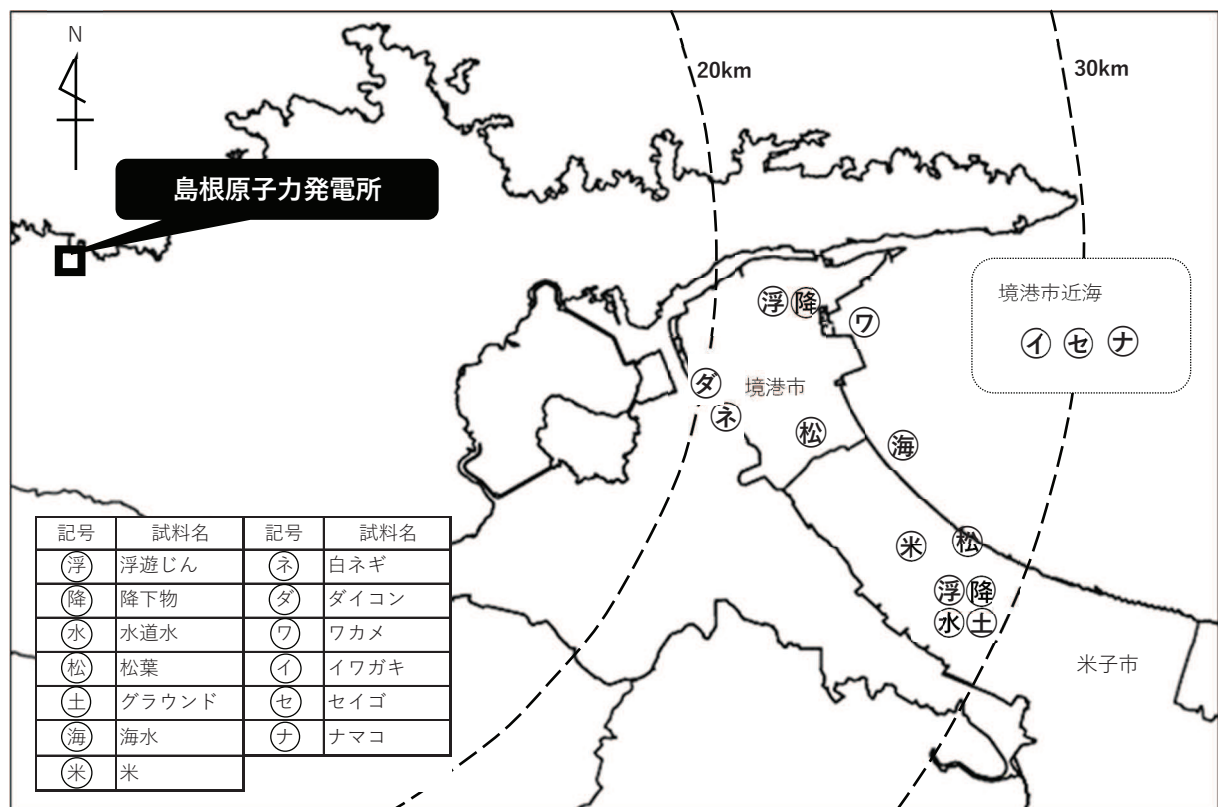 N
20km
30km
島根原子力発電所
境港市近海
イ セ ナ
浮 降
ワ
ダ
境港市
ネ
松
海
米
松
浮 降
水 土
米子市
記号 試料名 記号 試料名
浮 浮遊じん ネ 白ネギ
降 降下物 ダ ダイコン
水 水道水 ワ ワカメ
松 松葉 イ イワガキ
土 グラウンド セ セイゴ
海 海水 ナ ナマコ
米 米